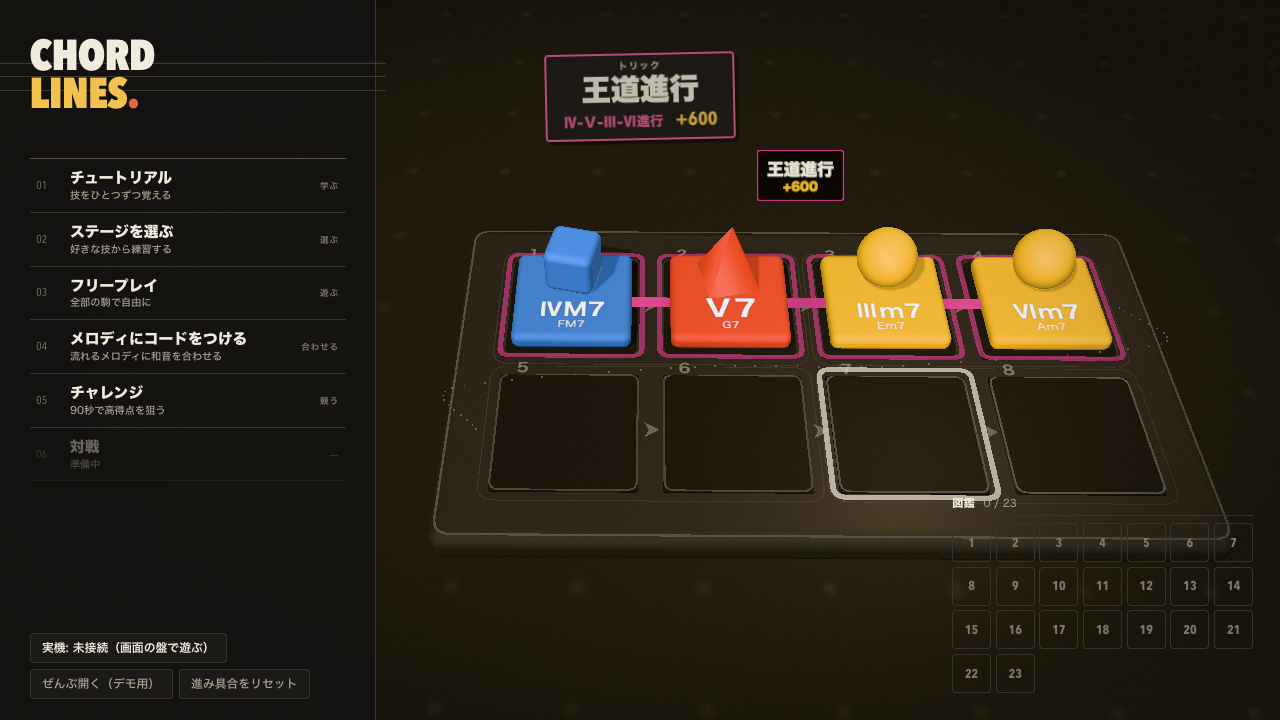 CHORD
LINES.
01 チュートリアル 学ぶ
技をひとつずつ覚える
02 ステージを選ぶ 選ぶ
好きな技から練習する
03 フリープレイ 遊ぶ
全部の駒で自由に
04 メロディにコードをつける 合わせる
流れるメロディに和音を合わせる
05 チャレンジ 競う
90秒で高得点を狙う
06 対戦 —
準備中
実機: 未接続（画面の盤で遊ぶ）
ぜんぶ開く（デモ用） 進み具合をリセット
トリック
王道進行
Ⅳ-Ⅴ-Ⅲ-Ⅵ進行 +600
王道進行
+600
1 2 3 4
ⅣM7 Ⅴ7 Ⅲm7 Ⅵm7
FM7 G7 Em7 Am7
5 6 7 8
図鑑 0 / 23
1 2 3 4 5 6 7
8 9 10 11 12 13 14
15 16 17 18 19 20 21
22 23